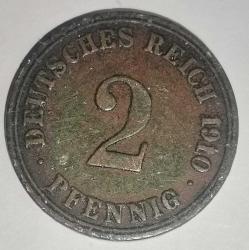 DEUTSCHES REICH 1910
2
PFENNIG